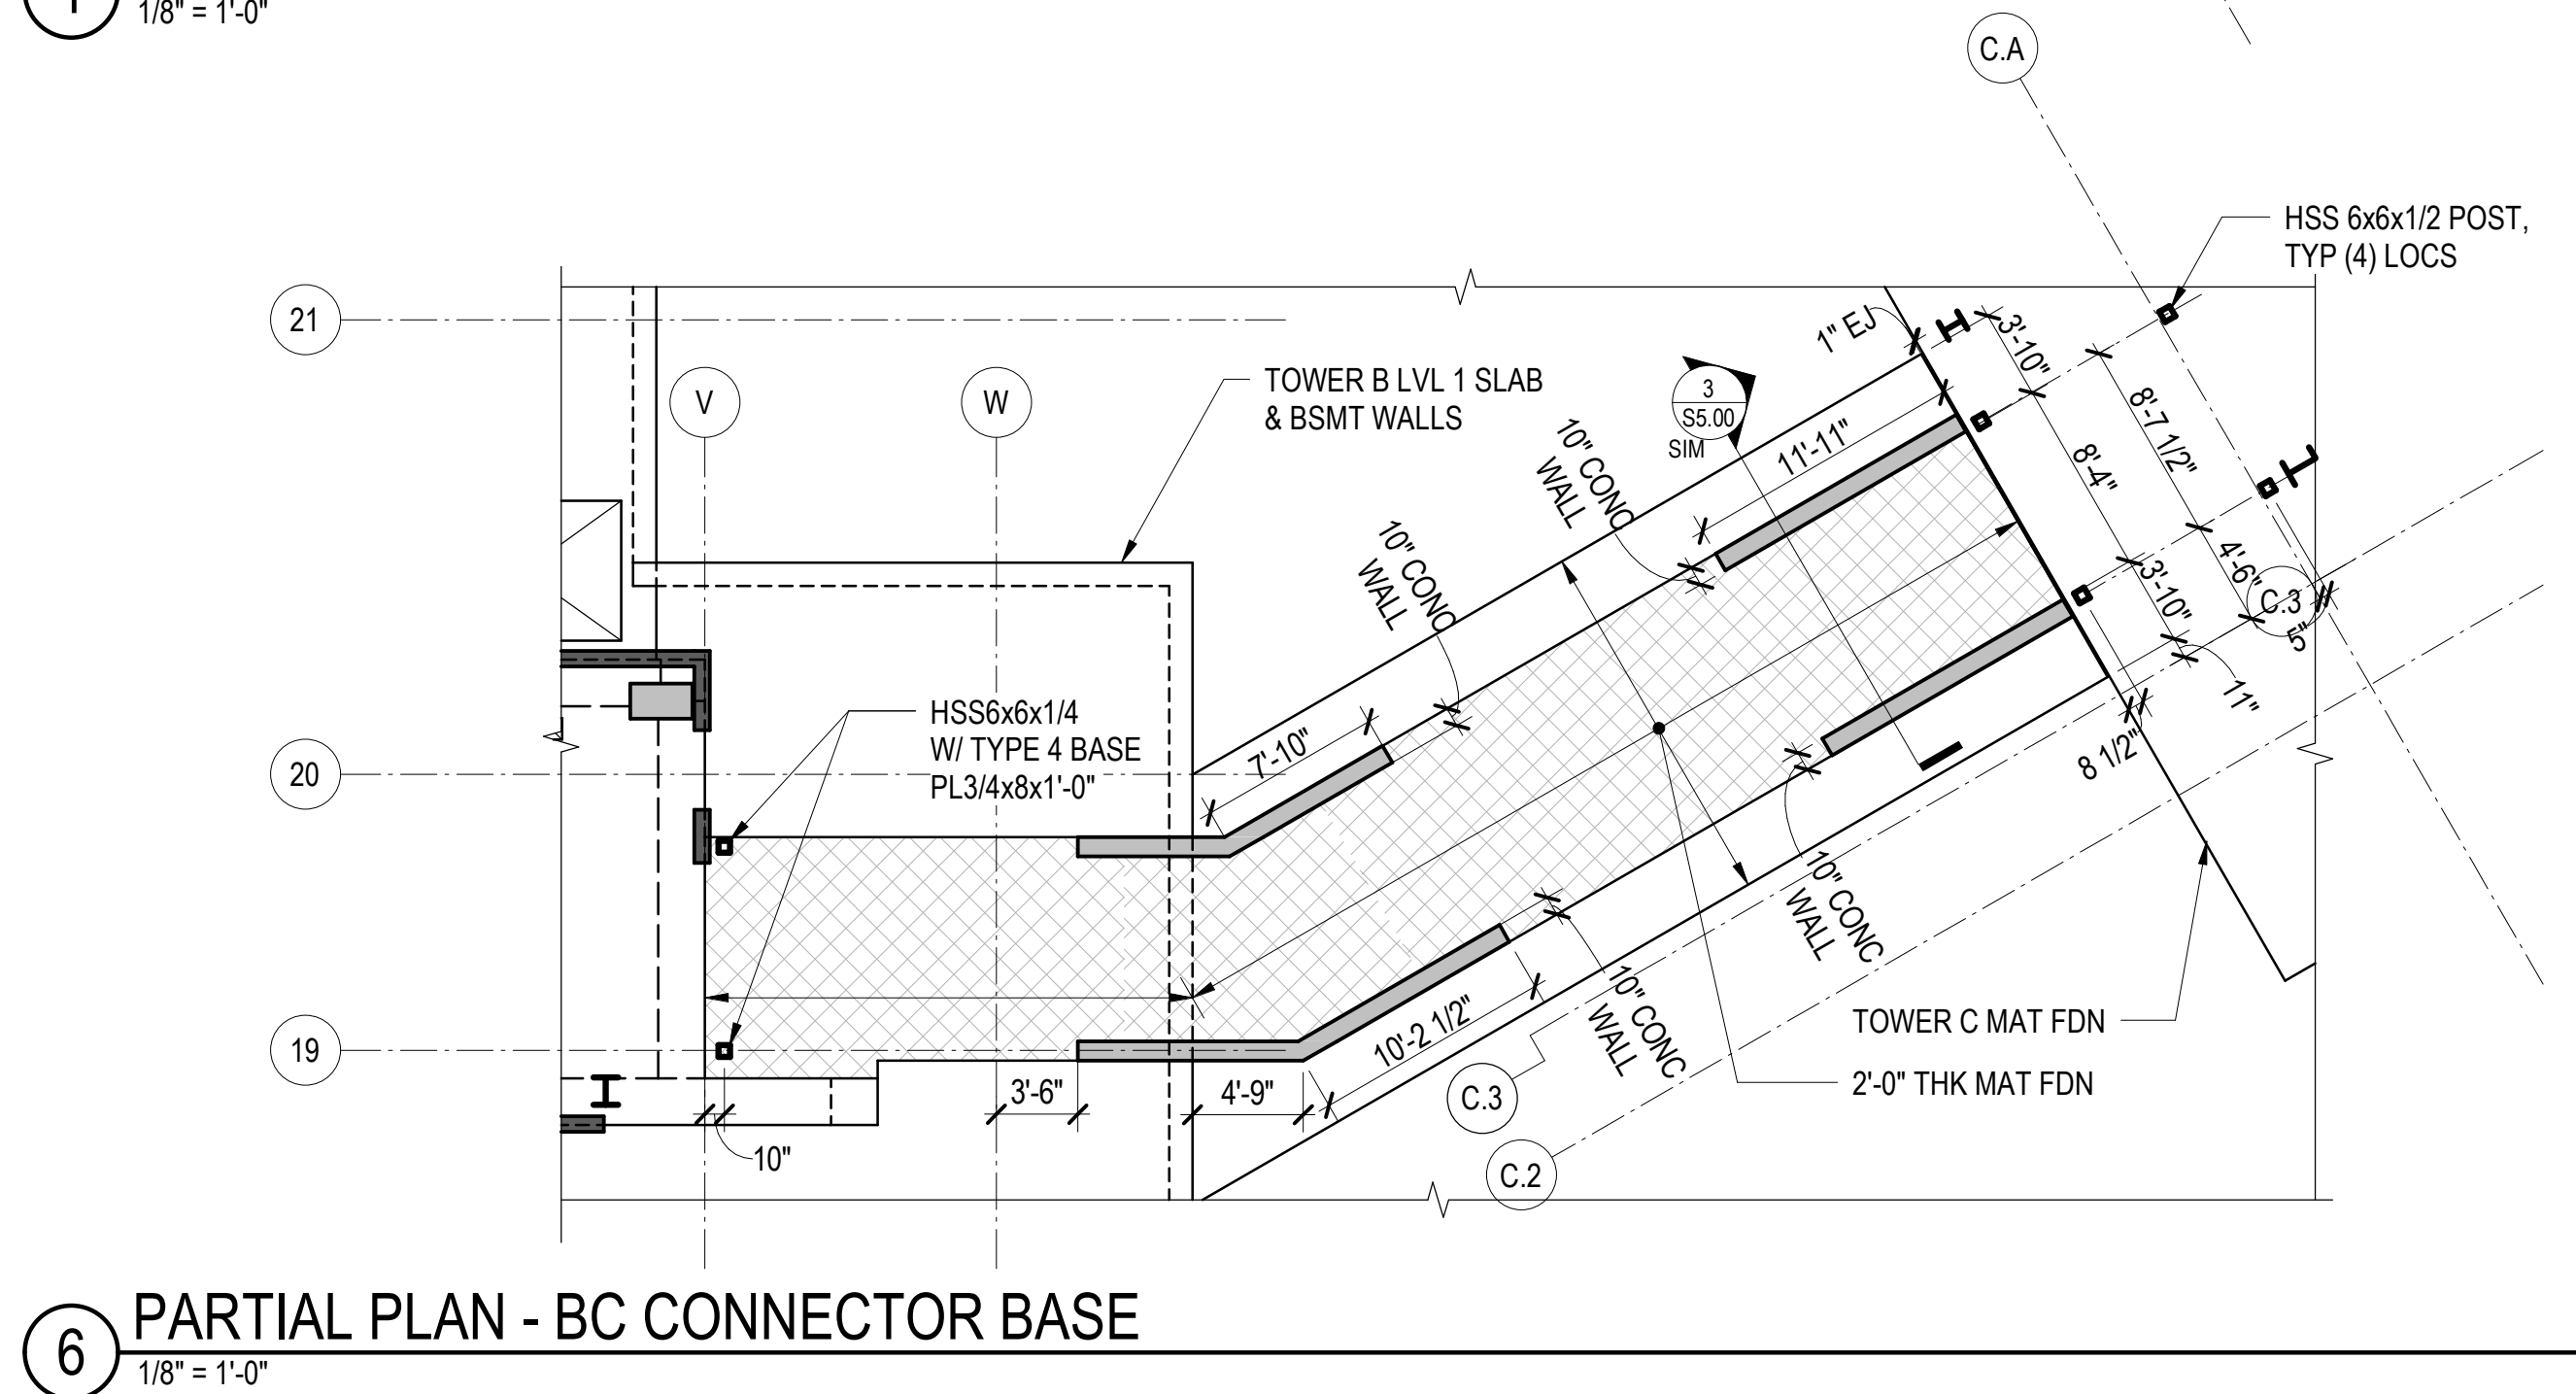 1/8" = 1'-0"
C.A
HSS 6x6x1/2 POST,
TYP (4) LOCS
21
V
W
TOWER B LVL 1 SLAB
& BSMT WALLS
1" EJ
3'-10"
8'-7 1/2"
8'-4"
4'-6"
3'-10"
C.3
5"
11"
8 1/2"
3
S5.00
SIM
11'-11"
10" CONC
WALL
10" CONC
WALL
7'-10"
HSS6x6x1/4
W/ TYPE 4 BASE
PL3/4x8x1'-0"
20
19
10" CONC
WALL
10" CONC
WALL
10'-2 1/2"
3'-6"
4'-9"
10"
C.3
C.2
TOWER C MAT FDN
2'-0" THK MAT FDN
6
PARTIAL PLAN - BC CONNECTOR BASE
1/8" = 1'-0"